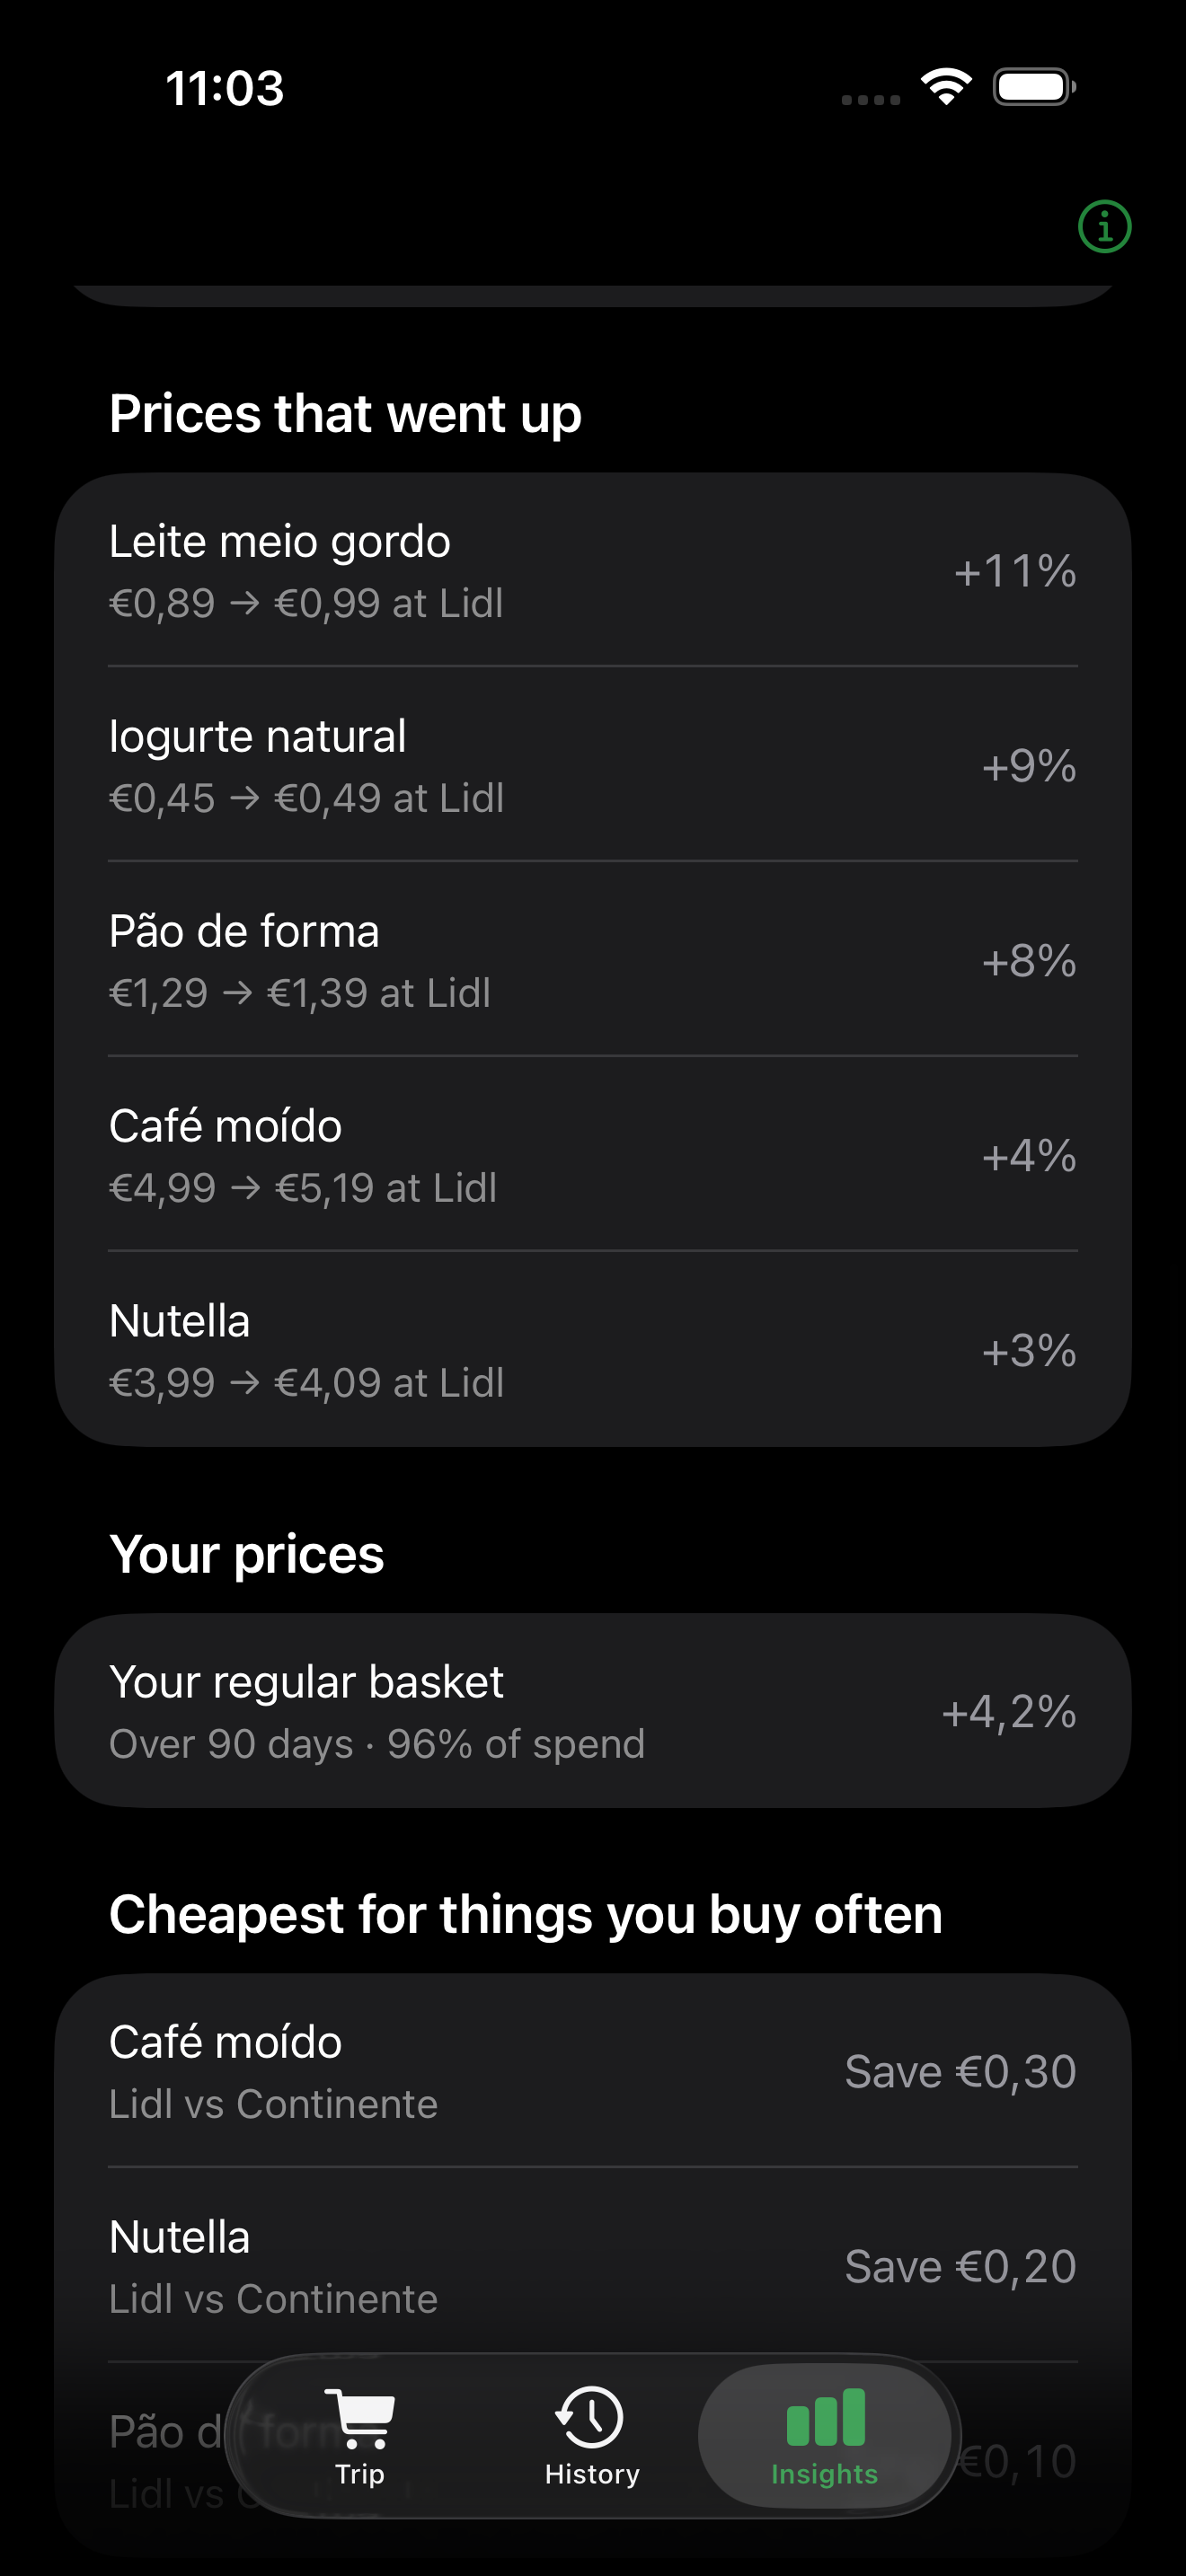 11:03
Prices that went up
Leite meio gordo
€0,89 → €0,99 at Lidl
+11%
Iogurte natural
€0,45 → €0,49 at Lidl
+9%
Pão de forma
€1,29 → €1,39 at Lidl
+8%
Café moído
€4,99 → €5,19 at Lidl
+4%
Nutella
€3,99 → €4,09 at Lidl
+3%
Your prices
Your regular basket
Over 90 days · 96% of spend
+4,2%
Cheapest for things you buy often
Café moído
Lidl vs Continente
Save €0,30
Nutella
Lidl vs Continente
Save €0,20
Pão d forma
€0,10
Lidl vs
Trip
History
Insights